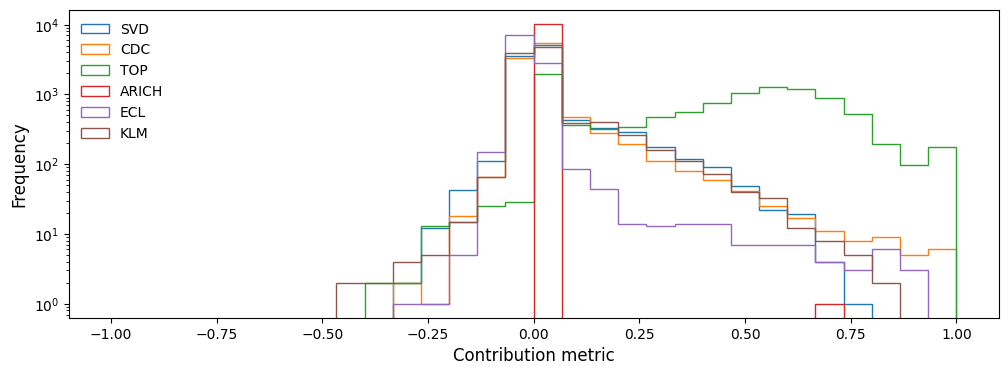 SVD
CDC
TOP
ARICH
ECL
KLM
Frequency
10⁴
10³
10²
10¹
10⁰
−1.00 −0.75 −0.50 −0.25 0.00 0.25 0.50 0.75 1.00
Contribution metric